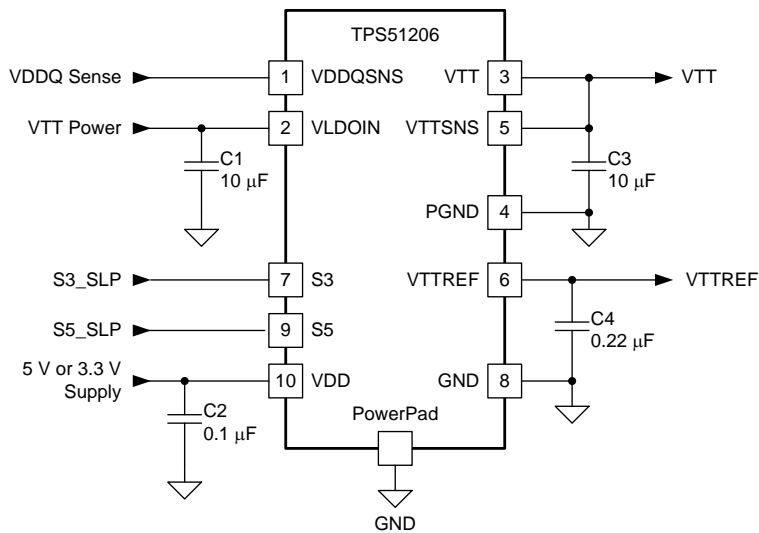 TPS51206
VDDQ Sense
1
VDDQSNS
VTT
3
VTT
VTT Power
2
VLDOIN
VTTSNS
5
C1
10 μF
C3
10 μF
PGND
4
S3_SLP
7
S3
VTTREF
6
VTTREF
S5_SLP
9
S5
C4
0.22 μF
5 V or 3.3 V
Supply
10
VDD
GND
8
C2
0.1 μF
PowerPad
GND